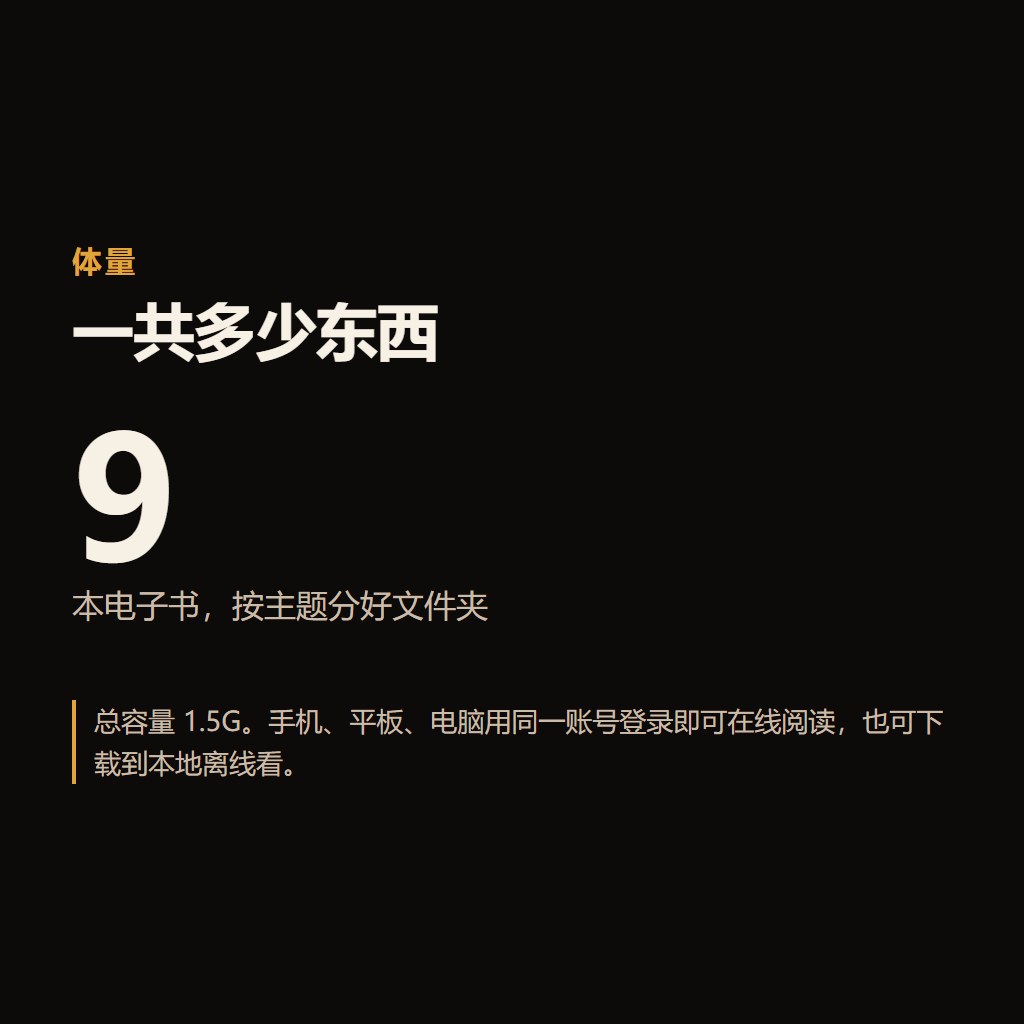 体量
一共多少东西
9
本电子书，按主题分好文件夹
总容量 1.5G。手机、平板、电脑用同一账号登录即可在线阅读，也可下
载到本地离线看。